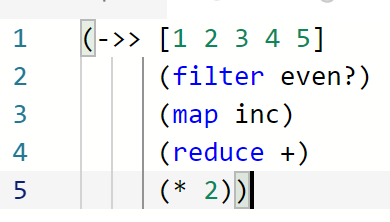 1 (->> [1 2 3 4 5]
2 (filter even?)
3 (map inc)
4 (reduce +)
5 (* 2))